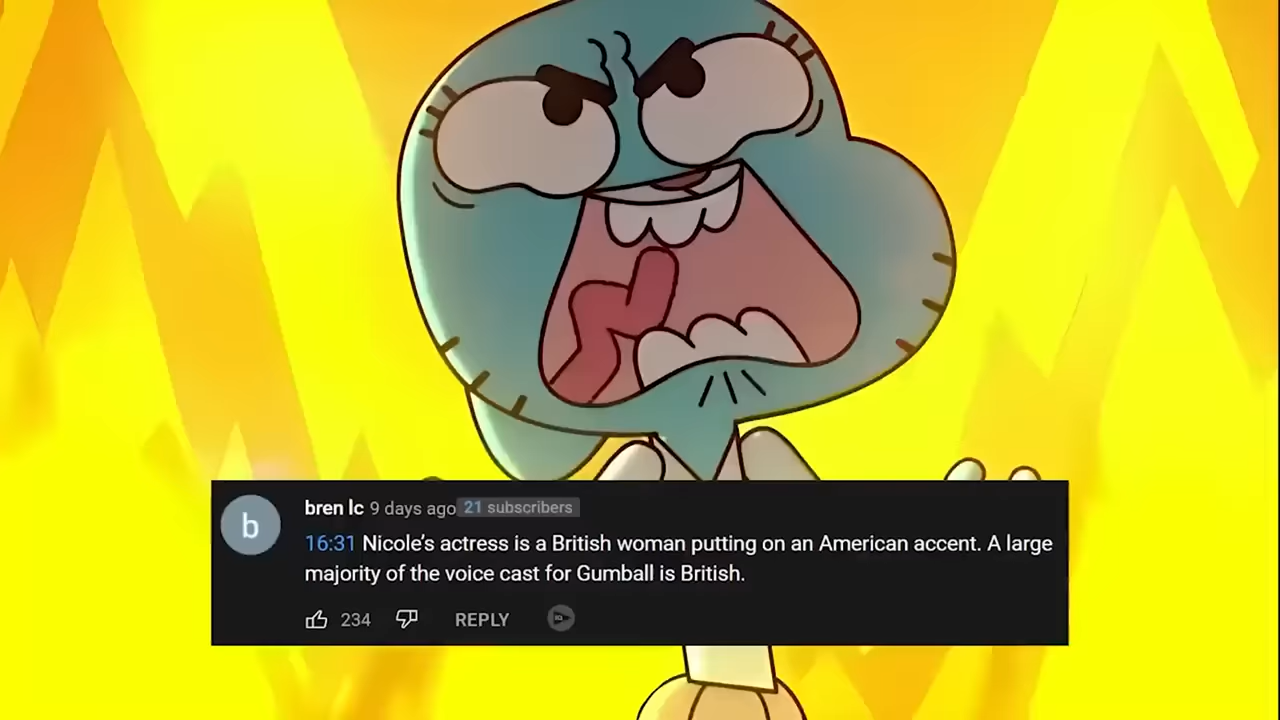 b
bren lc 9 days ago 21 subscribers
16:31 Nicole's actress is a British woman putting on an American accent. A large
majority of the voice cast for Gumball is British.
234 REPLY